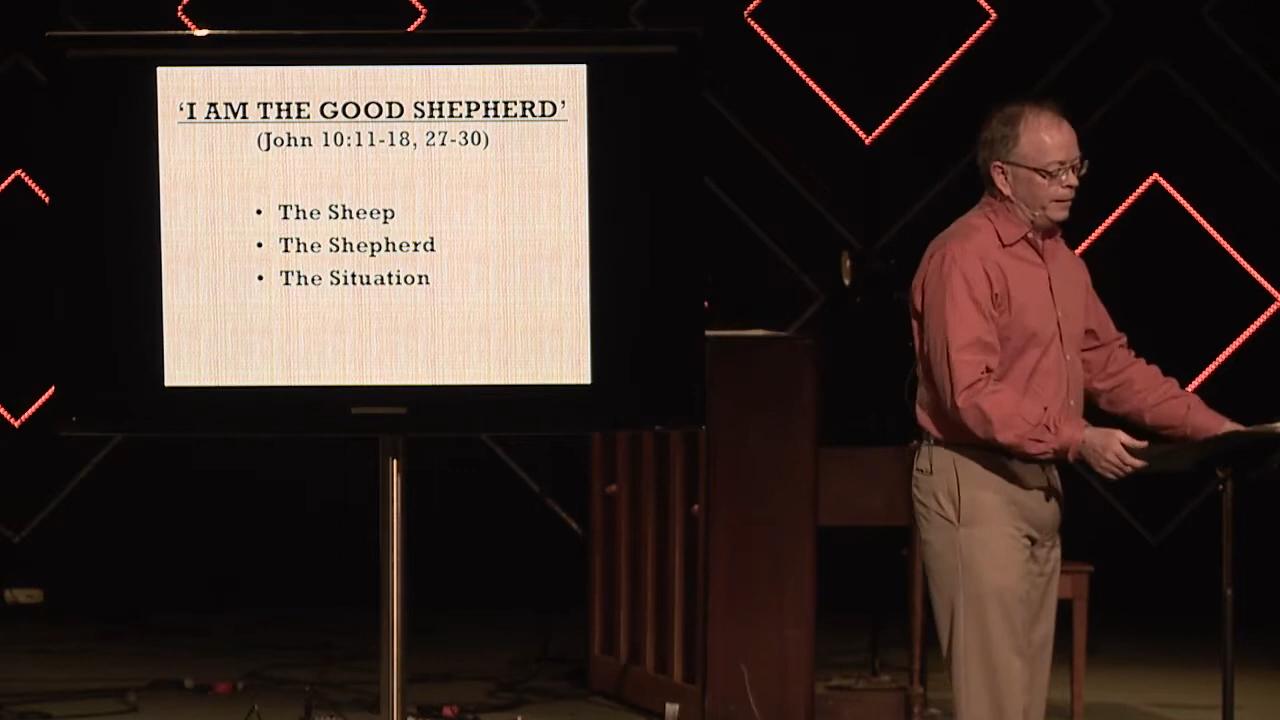 ‘I AM THE GOOD SHEPHERD’
(John 10:11-18, 27-30)
• The Sheep
• The Shepherd
• The Situation